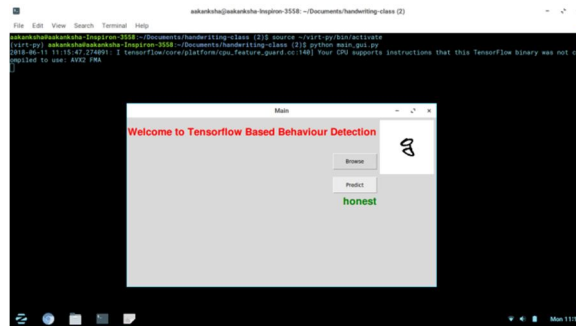 aakanksha@aakanksha-Inspiron-3558: ~/Documents/handwriting-class (2)
File Edit View Search Terminal Help
aakanksha@aakanksha-Inspiron-3558:~/Documents/handwriting-class (2)$ source ~/virt-py/bin/activate
(virt-py) aakanksha@aakanksha-Inspiron-3558:~/Documents/handwriting-class (2)$ python main_gui.py
2018-06-11 11:15:47.274091: I tensorflow/core/platform/cpu_feature_guard.cc:140] Your CPU supports instructions that this TensorFlow binary was not c
ompiled to use: AVX2 FMA
Main
Welcome to Tensorflow Based Behaviour Detection
Browse
Predict
honest
Mon 11:1